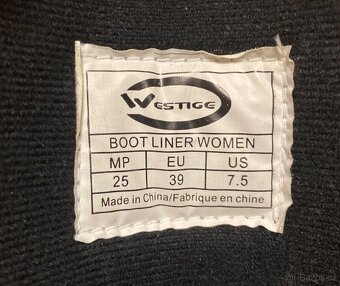 WESTIGE
BOOT LINER WOMEN
MP EU US
25 39 7.5
Made in China/Fabrique en chine